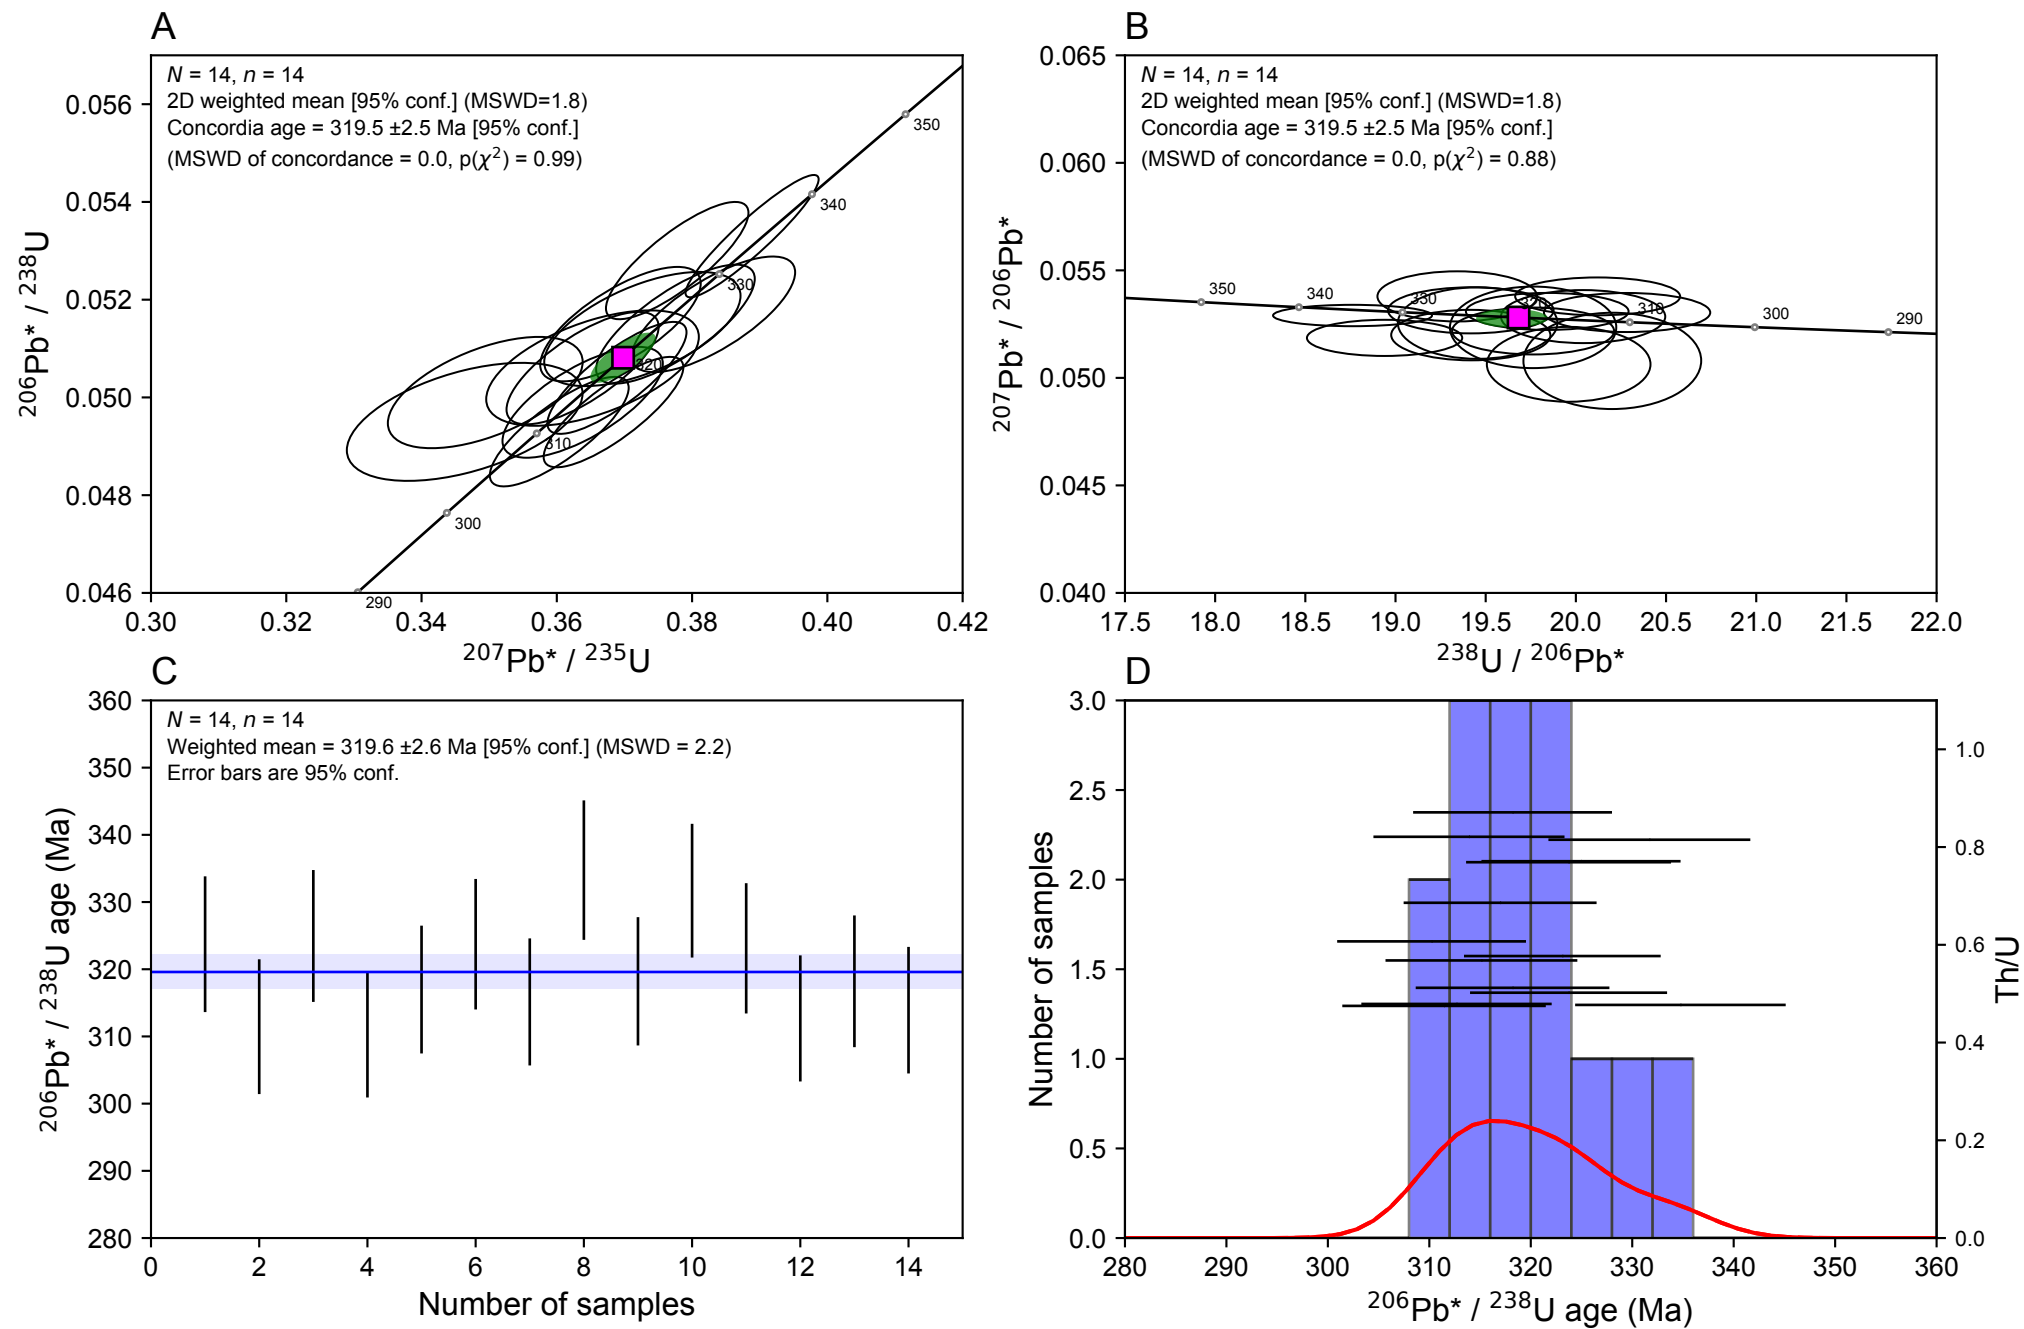 A
N = 14, n = 14
2D weighted mean [95% conf.] (MSWD=1.8)
Concordia age = 319.5 ±2.5 Ma [95% conf.]
(MSWD of concordance = 0.0, p(χ²) = 0.99)
0.056
0.054
0.052
0.050
0.048
0.046
²⁰⁶Pb* / ²³⁸U
350
340
330
320
310
300
290
0.30 0.32 0.34 0.36 0.38 0.40 0.42
²⁰⁷Pb* / ²³⁵U
B
N = 14, n = 14
2D weighted mean [95% conf.] (MSWD=1.8)
Concordia age = 319.5 ±2.5 Ma [95% conf.]
(MSWD of concordance = 0.0, p(χ²) = 0.88)
0.065
0.060
0.055
0.050
0.045
0.040
²⁰⁷Pb* / ²⁰⁶Pb*
350 340 330 320 310 300 290
17.5 18.0 18.5 19.0 19.5 20.0 20.5 21.0 21.5 22.0
²³⁸U / ²⁰⁶Pb*
C
N = 14, n = 14
Weighted mean = 319.6 ±2.6 Ma [95% conf.] (MSWD = 2.2)
Error bars are 95% conf.
360
350
340
330
320
310
300
290
280
²⁰⁶Pb* / ²³⁸U age (Ma)
0 2 4 6 8 10 12 14
Number of samples
D
3.0
2.5
2.0
1.5
1.0
0.5
0.0
Number of samples
1.0
0.8
0.6
0.4
0.2
0.0
Th/U
280 290 300 310 320 330 340 350 360
²⁰⁶Pb* / ²³⁸U age (Ma)